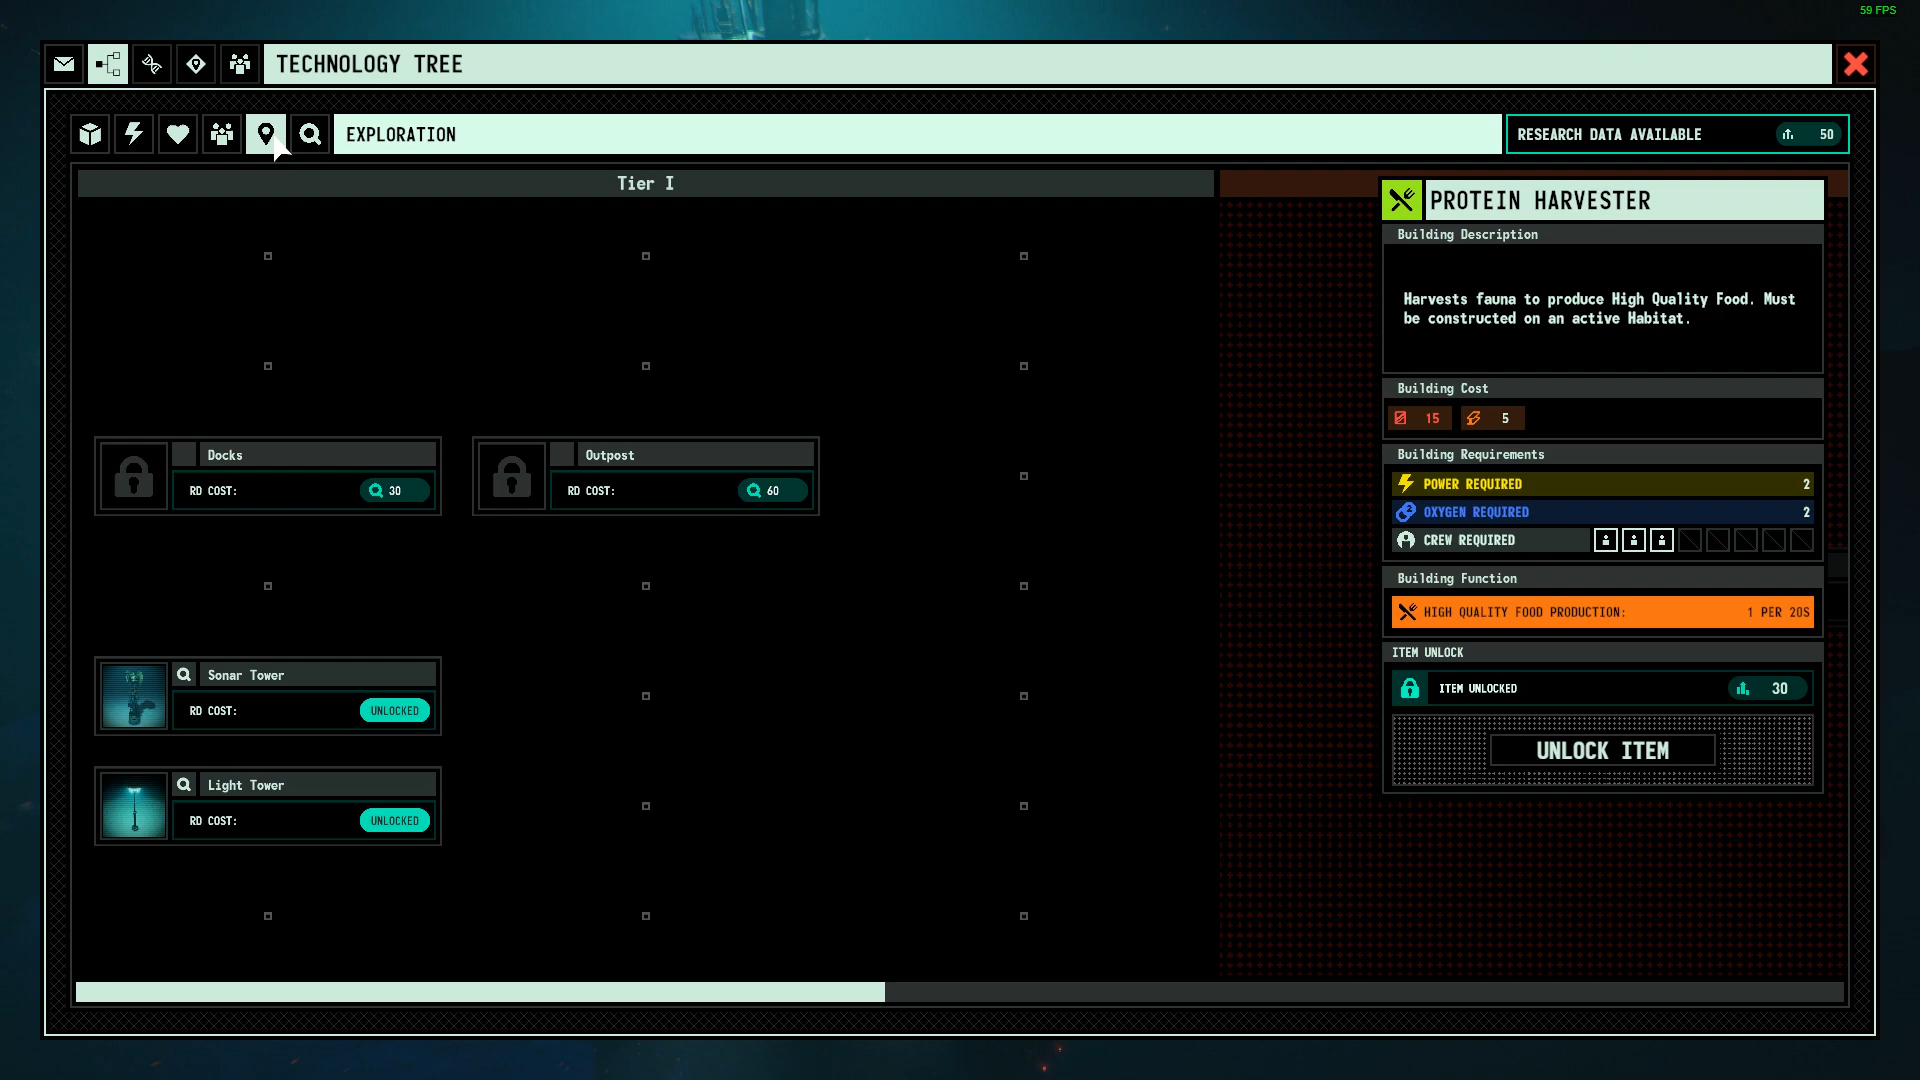 59 FPS
TECHNOLOGY TREE
EXPLORATION
RESEARCH DATA AVAILABLE 50
Tier I
Docks
RD COST: 30
Outpost
RD COST: 60
Sonar Tower
RD COST: UNLOCKED
Light Tower
RD COST: UNLOCKED
PROTEIN HARVESTER
Building Description
Harvests fauna to produce High Quality Food. Must
be constructed on an active Habitat.
Building Cost
15 5
Building Requirements
POWER REQUIRED 2
OXYGEN REQUIRED 2
CREW REQUIRED
Building Function
HIGH QUALITY FOOD PRODUCTION: 1 PER 20S
ITEM UNLOCK
ITEM UNLOCKED 30
UNLOCK ITEM